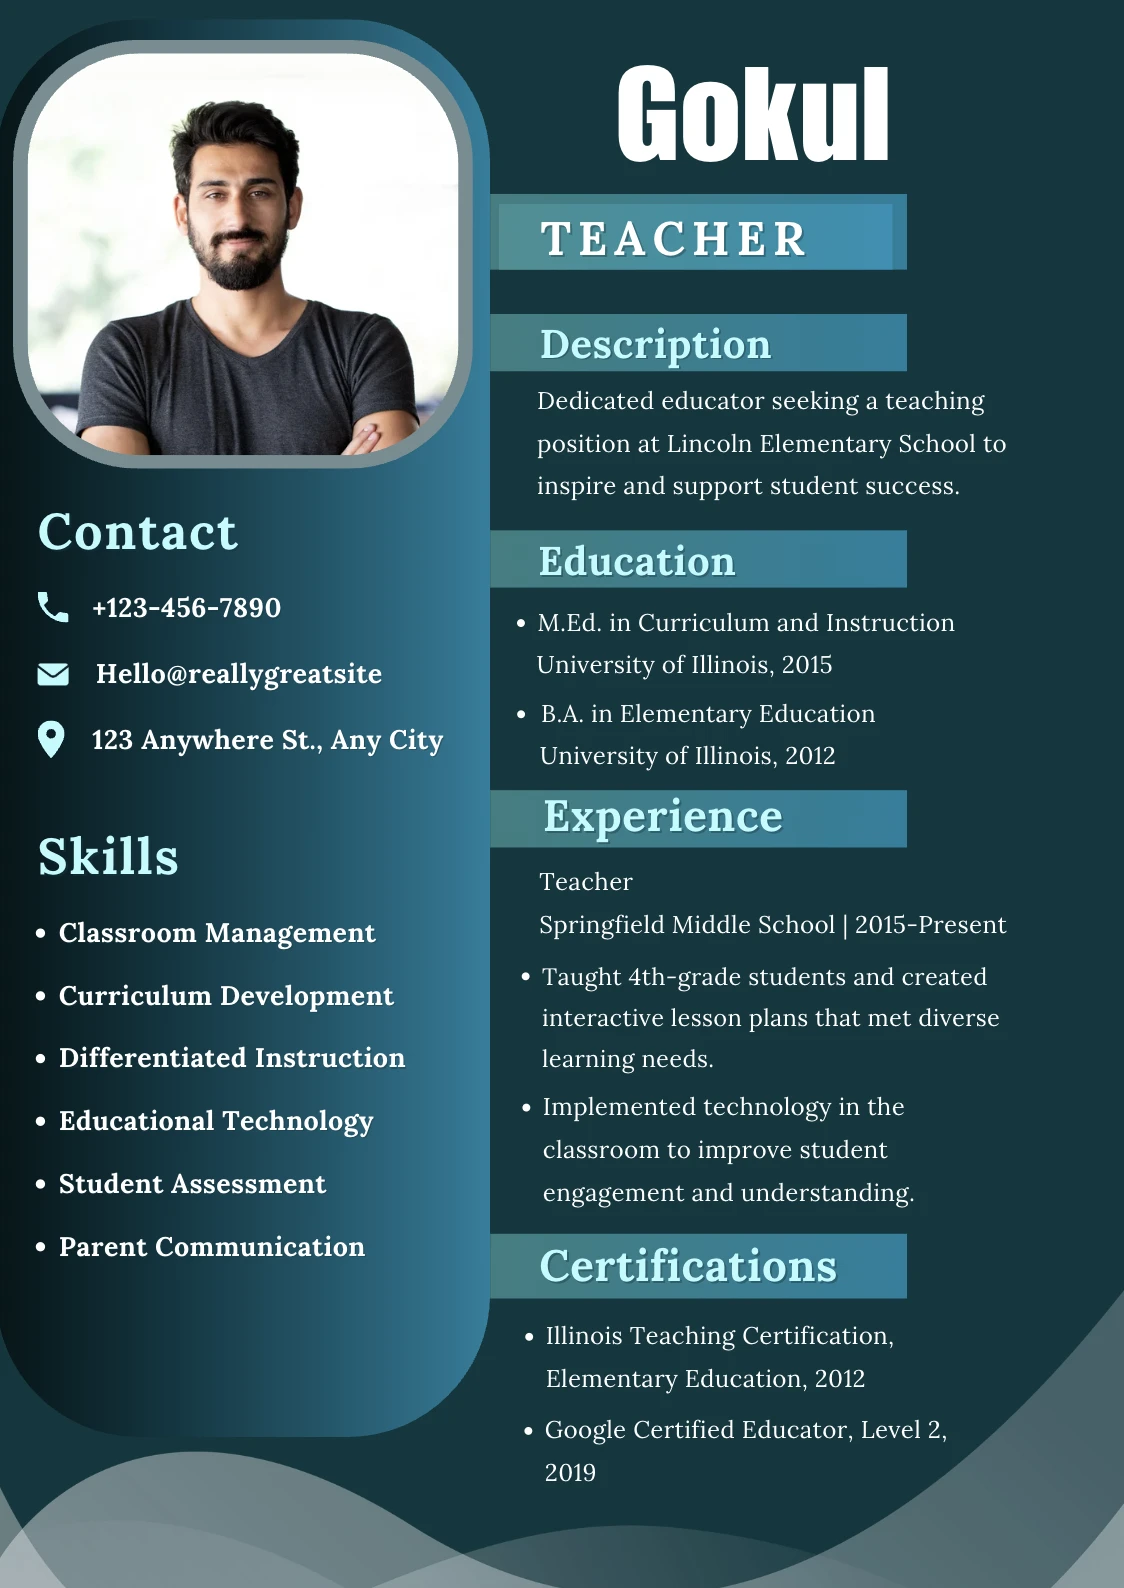 Gokul
TEACHER
Description
Dedicated educator seeking a teaching
position at Lincoln Elementary School to
inspire and support student success.
Contact
+123-456-7890
Hello@reallygreatsite
123 Anywhere St., Any City
Skills
• Classroom Management
• Curriculum Development
• Differentiated Instruction
• Educational Technology
• Student Assessment
• Parent Communication
Education
• M.Ed. in Curriculum and Instruction
University of Illinois, 2015
• B.A. in Elementary Education
University of Illinois, 2012
Experience
Teacher
Springfield Middle School | 2015-Present
• Taught 4th-grade students and created
interactive lesson plans that met diverse
learning needs.
• Implemented technology in the
classroom to improve student
engagement and understanding.
Certifications
• Illinois Teaching Certification,
Elementary Education, 2012
• Google Certified Educator, Level 2,
2019